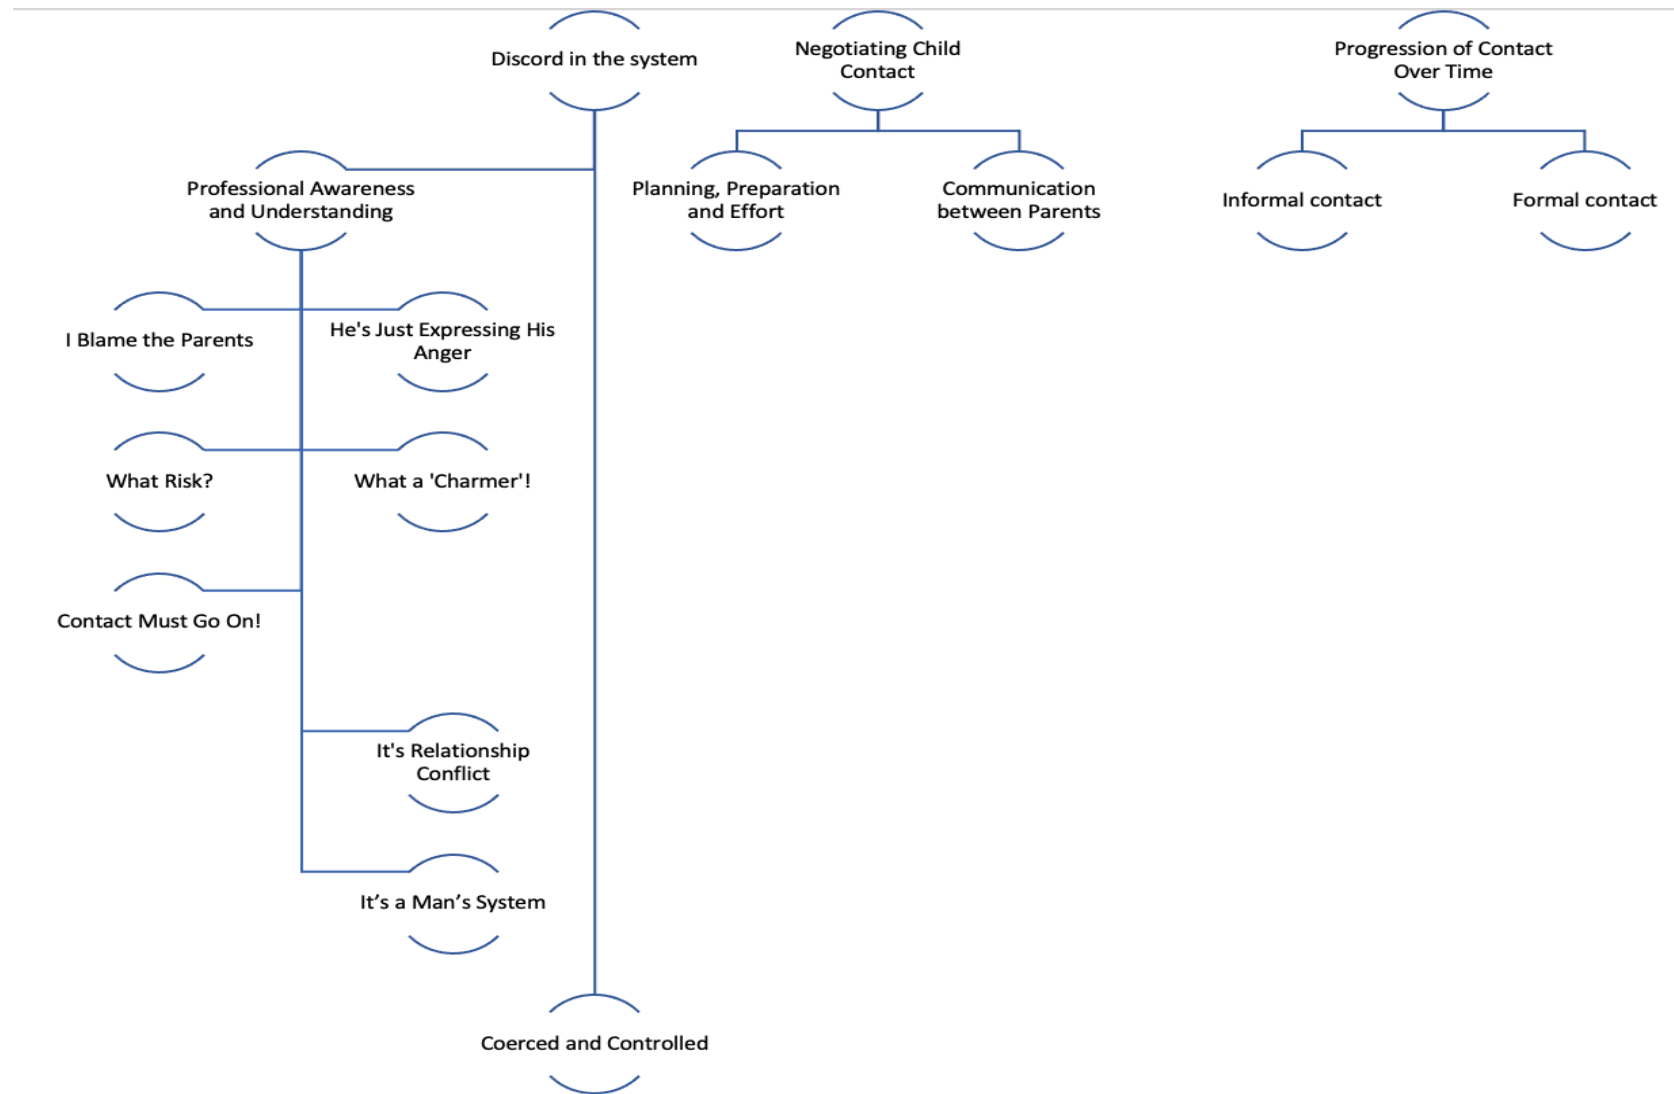 Discord in the system
Negotiating Child
Contact
Progression of Contact
Over Time
Professional Awareness
and Understanding
Planning, Preparation
and Effort
Communication
between Parents
Informal contact
Formal contact
I Blame the Parents
He's Just Expressing His
Anger
What Risk?
What a 'Charmer'!
Contact Must Go On!
It's Relationship
Conflict
It’s a Man’s System
Coerced and Controlled